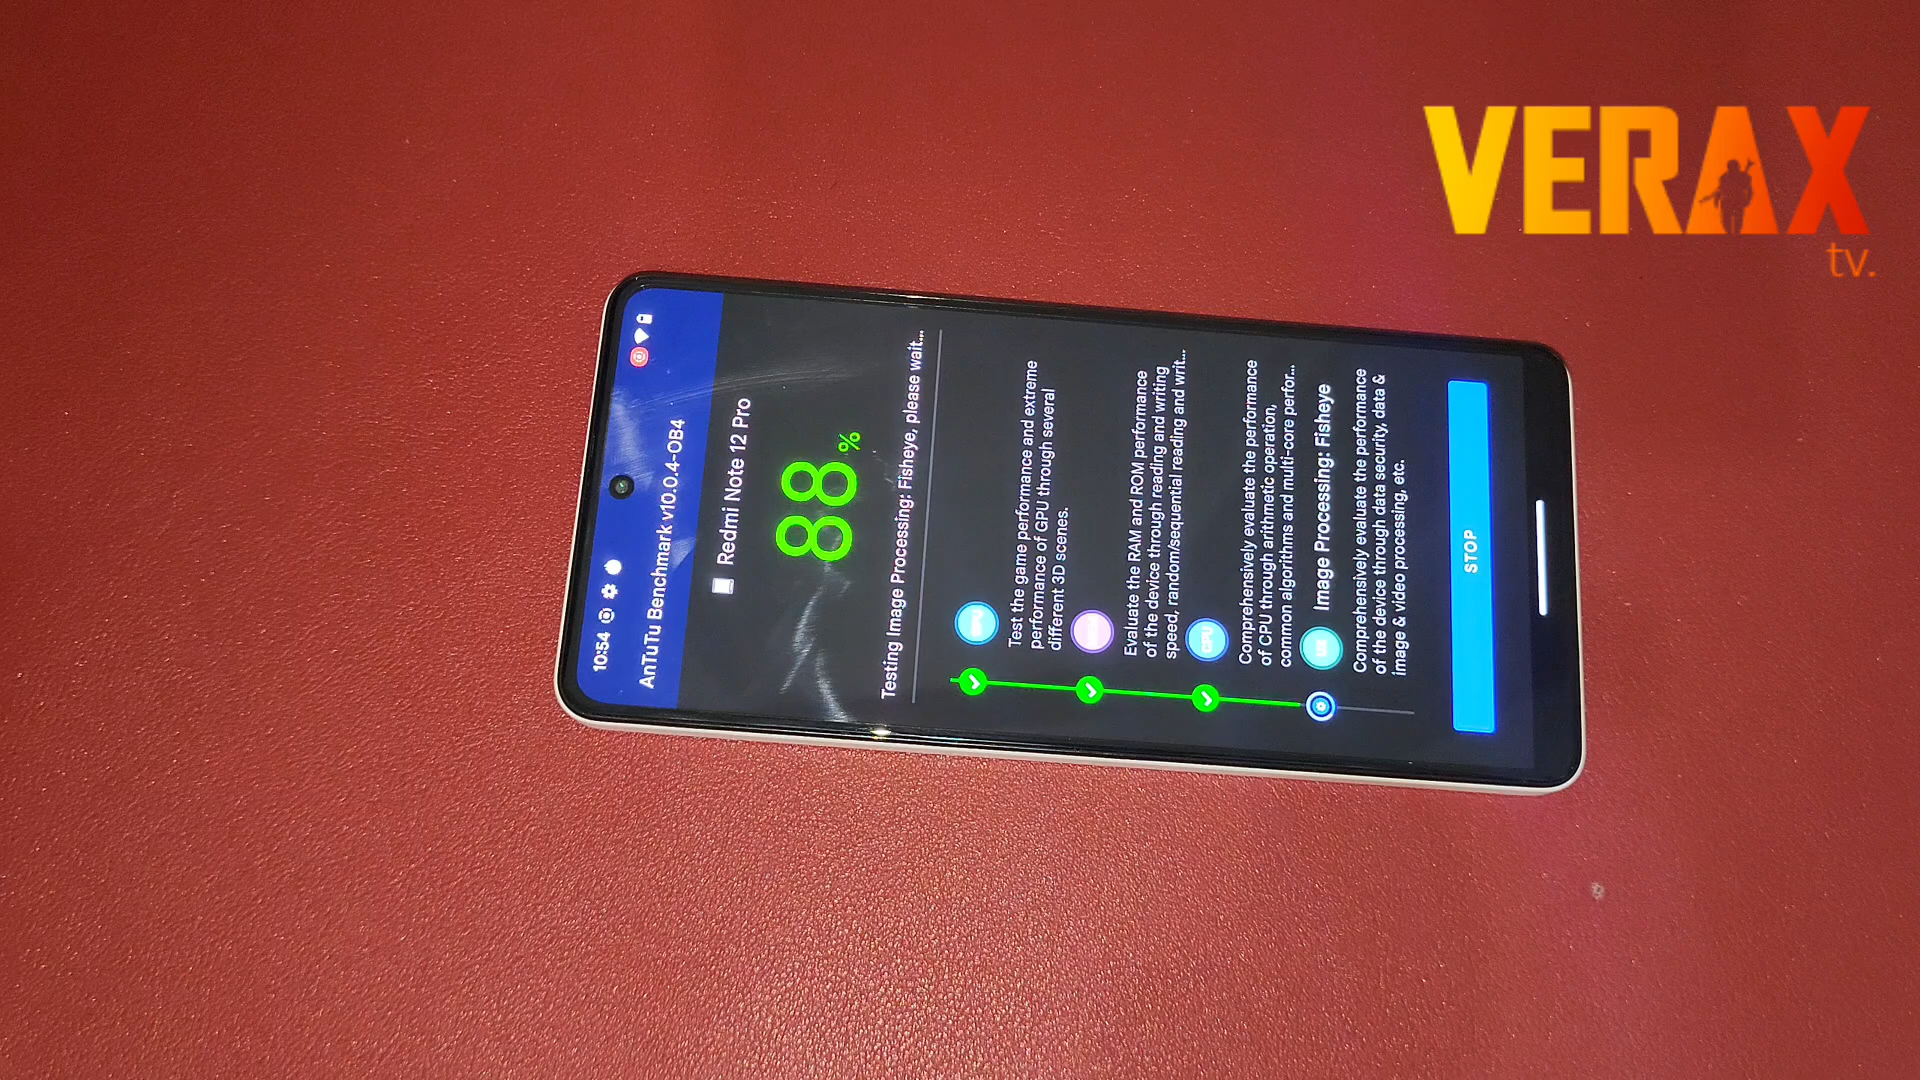 VERAX
tv.
10:54
AnTuTu Benchmark v10.0.4-OB4
Redmi Note 12 Pro
88%
Testing Image Processing: Fisheye, please wait...
Test the game performance and extreme
performance of GPU through several
different 3D scenes.
Evaluate the RAM and ROM performance
of the device through reading and writing
speed, random/sequential reading and writ...
CPU
Comprehensively evaluate the performance
of CPU through arithmetic operation,
common algorithms and multi-core perfor...
UX
Image Processing: Fisheye
Comprehensively evaluate the performance
of the device through data security, data &
image & video processing, etc.
STOP